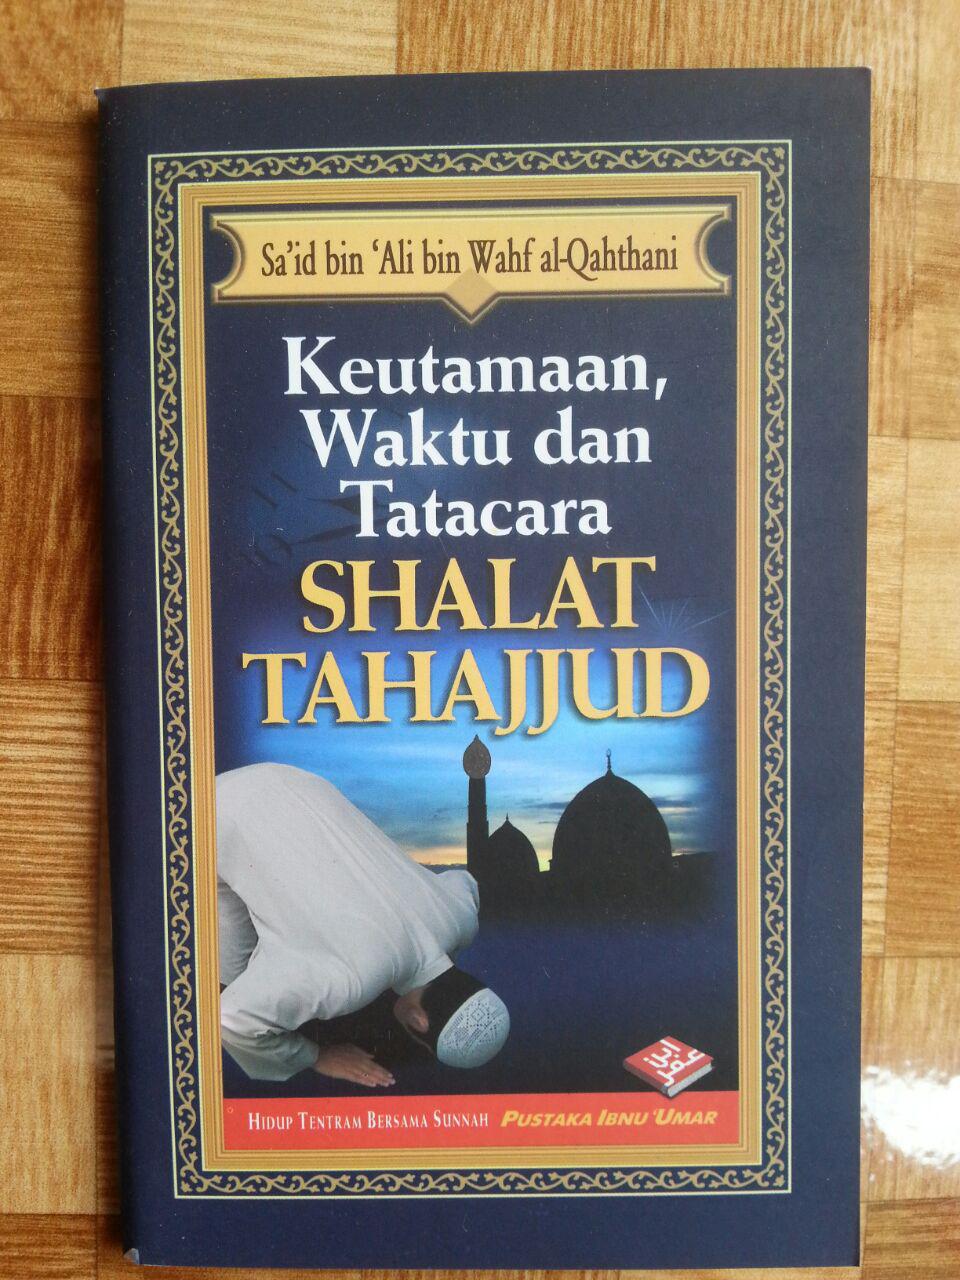 Sa'id bin 'Ali bin Wahf al-Qahthani
Keutamaan,
Waktu dan
Tatacara
SHALAT
TAHAJJUD
HIDUP TENTRAM BERSAMA SUNNAH PUSTAKA IBNU 'UMAR